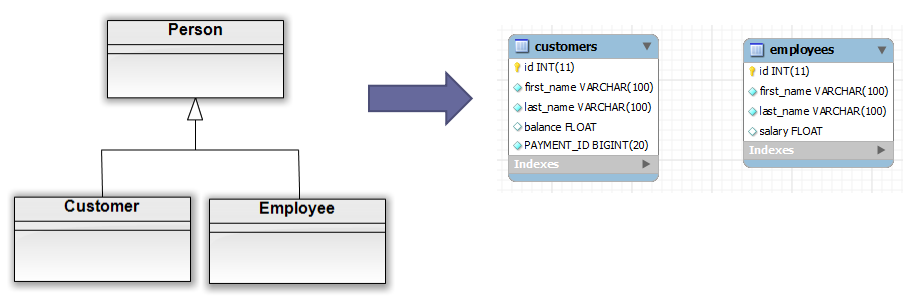 Person
Customer
Employee
customers
id INT(11)
first_name VARCHAR(100)
last_name VARCHAR(100)
balance FLOAT
PAYMENT_ID BIGINT(20)
Indexes
employees
id INT(11)
first_name VARCHAR(100)
last_name VARCHAR(100)
salary FLOAT
Indexes